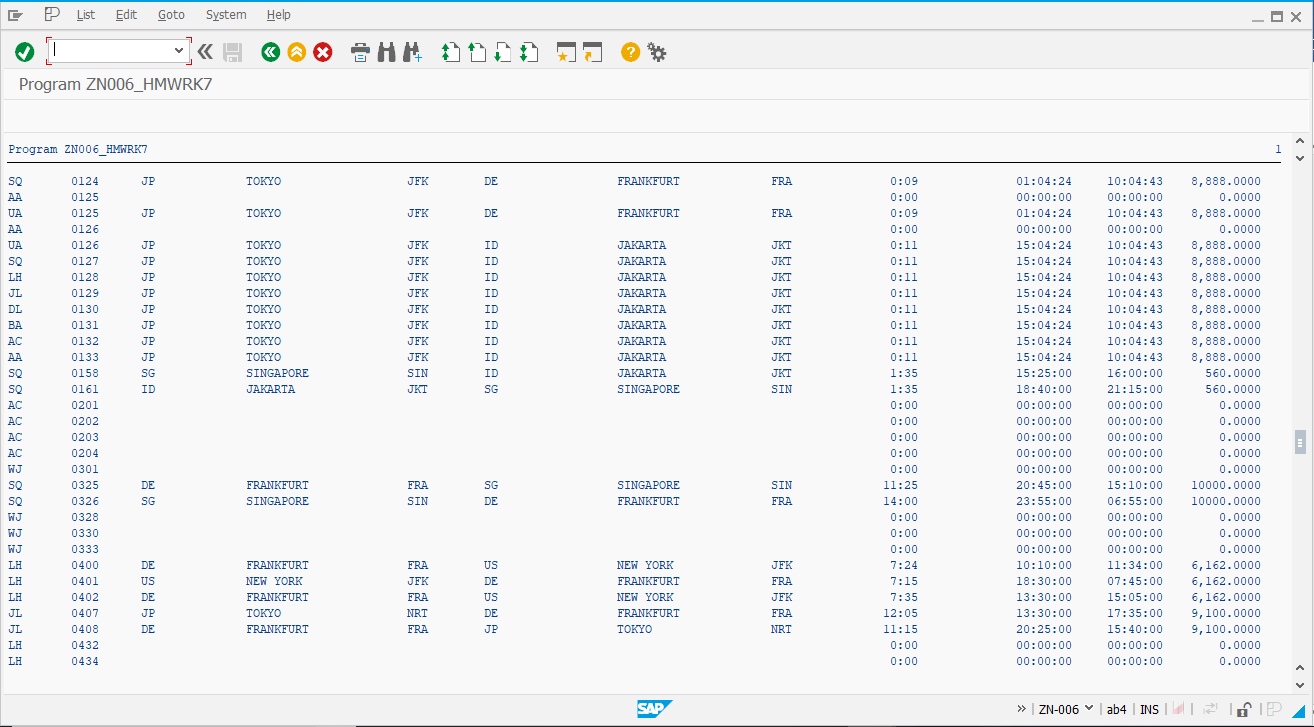 List Edit Goto System Help
Program ZN006_HMWRK7
Program ZN006_HMWRK7 1
SQ 0124 JP TOKYO JFK DE FRANKFURT FRA 0:09 01:04:24 10:04:43 8,888.0000
AA 0125 0:00 00:00:00 00:00:00 0.0000
UA 0125 JP TOKYO JFK DE FRANKFURT FRA 0:09 01:04:24 10:04:43 8,888.0000
AA 0126 0:00 00:00:00 00:00:00 0.0000
UA 0126 JP TOKYO JFK ID JAKARTA JKT 0:11 15:04:24 10:04:43 8,888.0000
SQ 0127 JP TOKYO JFK ID JAKARTA JKT 0:11 15:04:24 10:04:43 8,888.0000
LH 0128 JP TOKYO JFK ID JAKARTA JKT 0:11 15:04:24 10:04:43 8,888.0000
JL 0129 JP TOKYO JFK ID JAKARTA JKT 0:11 15:04:24 10:04:43 8,888.0000
DL 0130 JP TOKYO JFK ID JAKARTA JKT 0:11 15:04:24 10:04:43 8,888.0000
BA 0131 JP TOKYO JFK ID JAKARTA JKT 0:11 15:04:24 10:04:43 8,888.0000
AC 0132 JP TOKYO JFK ID JAKARTA JKT 0:11 15:04:24 10:04:43 8,888.0000
AA 0133 JP TOKYO JFK ID JAKARTA JKT 0:11 15:04:24 10:04:43 8,888.0000
SQ 0158 SG SINGAPORE SIN ID JAKARTA JKT 1:35 15:25:00 16:00:00 560.0000
SQ 0161 ID JAKARTA JKT SG SINGAPORE SIN 1:35 18:40:00 21:15:00 560.0000
AC 0201 0:00 00:00:00 00:00:00 0.0000
AC 0202 0:00 00:00:00 00:00:00 0.0000
AC 0203 0:00 00:00:00 00:00:00 0.0000
AC 0204 0:00 00:00:00 00:00:00 0.0000
WJ 0301 0:00 00:00:00 00:00:00 0.0000
SQ 0325 DE FRANKFURT FRA SG SINGAPORE SIN 11:25 20:45:00 15:10:00 10000.0000
SQ 0326 SG SINGAPORE SIN DE FRANKFURT FRA 14:00 23:55:00 06:55:00 10000.0000
WJ 0328 0:00 00:00:00 00:00:00 0.0000
WJ 0330 0:00 00:00:00 00:00:00 0.0000
WJ 0333 0:00 00:00:00 00:00:00 0.0000
LH 0400 DE FRANKFURT FRA US NEW YORK JFK 7:24 10:10:00 11:34:00 6,162.0000
LH 0401 US NEW YORK JFK DE FRANKFURT FRA 7:15 18:30:00 07:45:00 6,162.0000
LH 0402 DE FRANKFURT FRA US NEW YORK JFK 7:35 13:30:00 15:05:00 6,162.0000
JL 0407 JP TOKYO NRT DE FRANKFURT FRA 12:05 13:30:00 17:35:00 9,100.0000
JL 0408 DE FRANKFURT FRA JP TOKYO NRT 11:15 20:25:00 15:40:00 9,100.0000
LH 0432 0:00 00:00:00 00:00:00 0.0000
LH 0434 0:00 00:00:00 00:00:00 0.0000
SAP ZN-006 ab4 INS